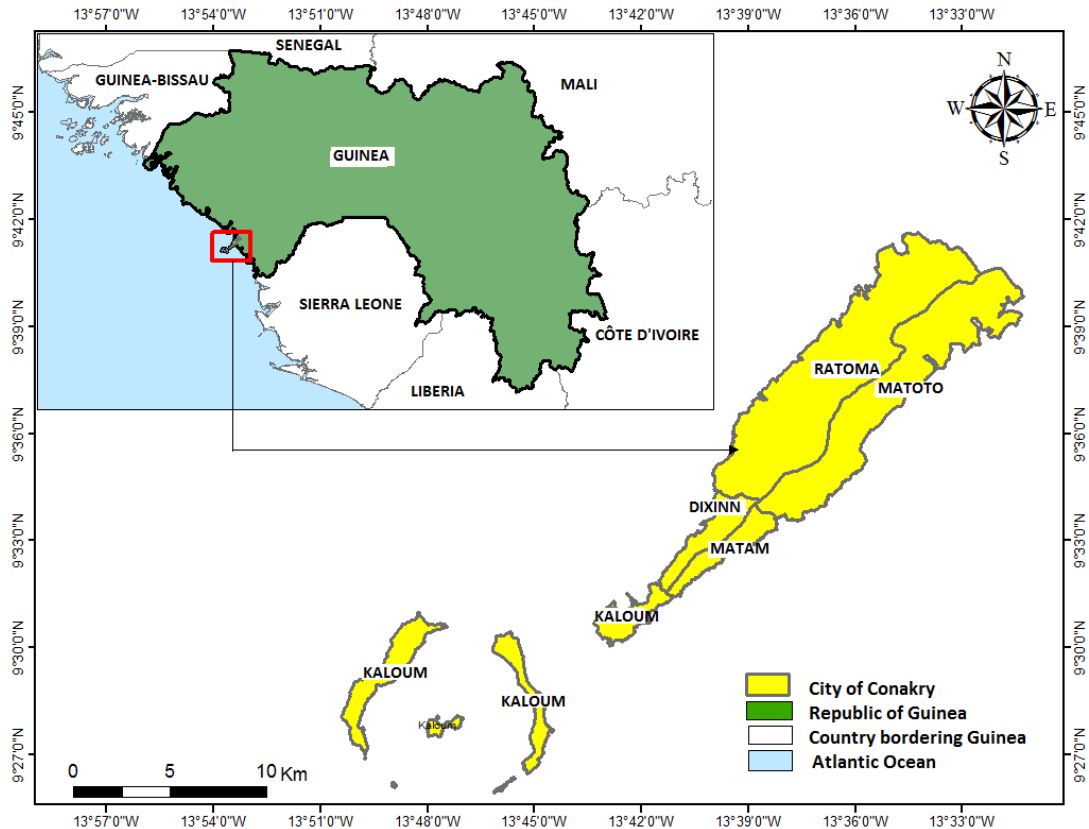 13°57'0"W 13°54'0"W 13°51'0"W 13°48'0"W 13°45'0"W 13°42'0"W 13°39'0"W 13°36'0"W 13°33'0"W
SENEGAL
GUINEA-BISSAU
MALI
GUINEA
SIERRA LEONE
CÔTE D'IVOIRE
LIBERIA
N
W E
S
9°45'0"N
9°42'0"N
9°39'0"N
9°36'0"N
9°33'0"N
9°30'0"N
9°27'0"N
9°45'0"N
9°42'0"N
9°39'0"N
9°36'0"N
9°33'0"N
9°30'0"N
9°27'0"N
RATOMA
MATOTO
DIXINN
MATAM
KALOUM
KALOUM
KALOUM
Kaloum
City of Conakry
Republic of Guinea
Country bordering Guinea
Atlantic Ocean
0 5 10 Km
13°57'0"W 13°54'0"W 13°51'0"W 13°48'0"W 13°45'0"W 13°42'0"W 13°39'0"W 13°36'0"W 13°33'0"W